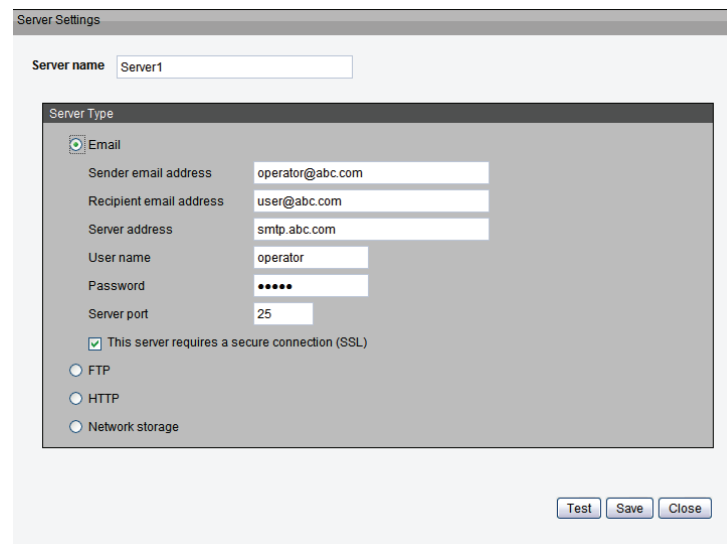 Server Settings
Server name Server1
Server Type
Email
Sender email address operator@abc.com
Recipient email address user@abc.com
Server address smtp.abc.com
User name operator
Password •••••
Server port 25
This server requires a secure connection (SSL)
FTP
HTTP
Network storage
Test Save Close